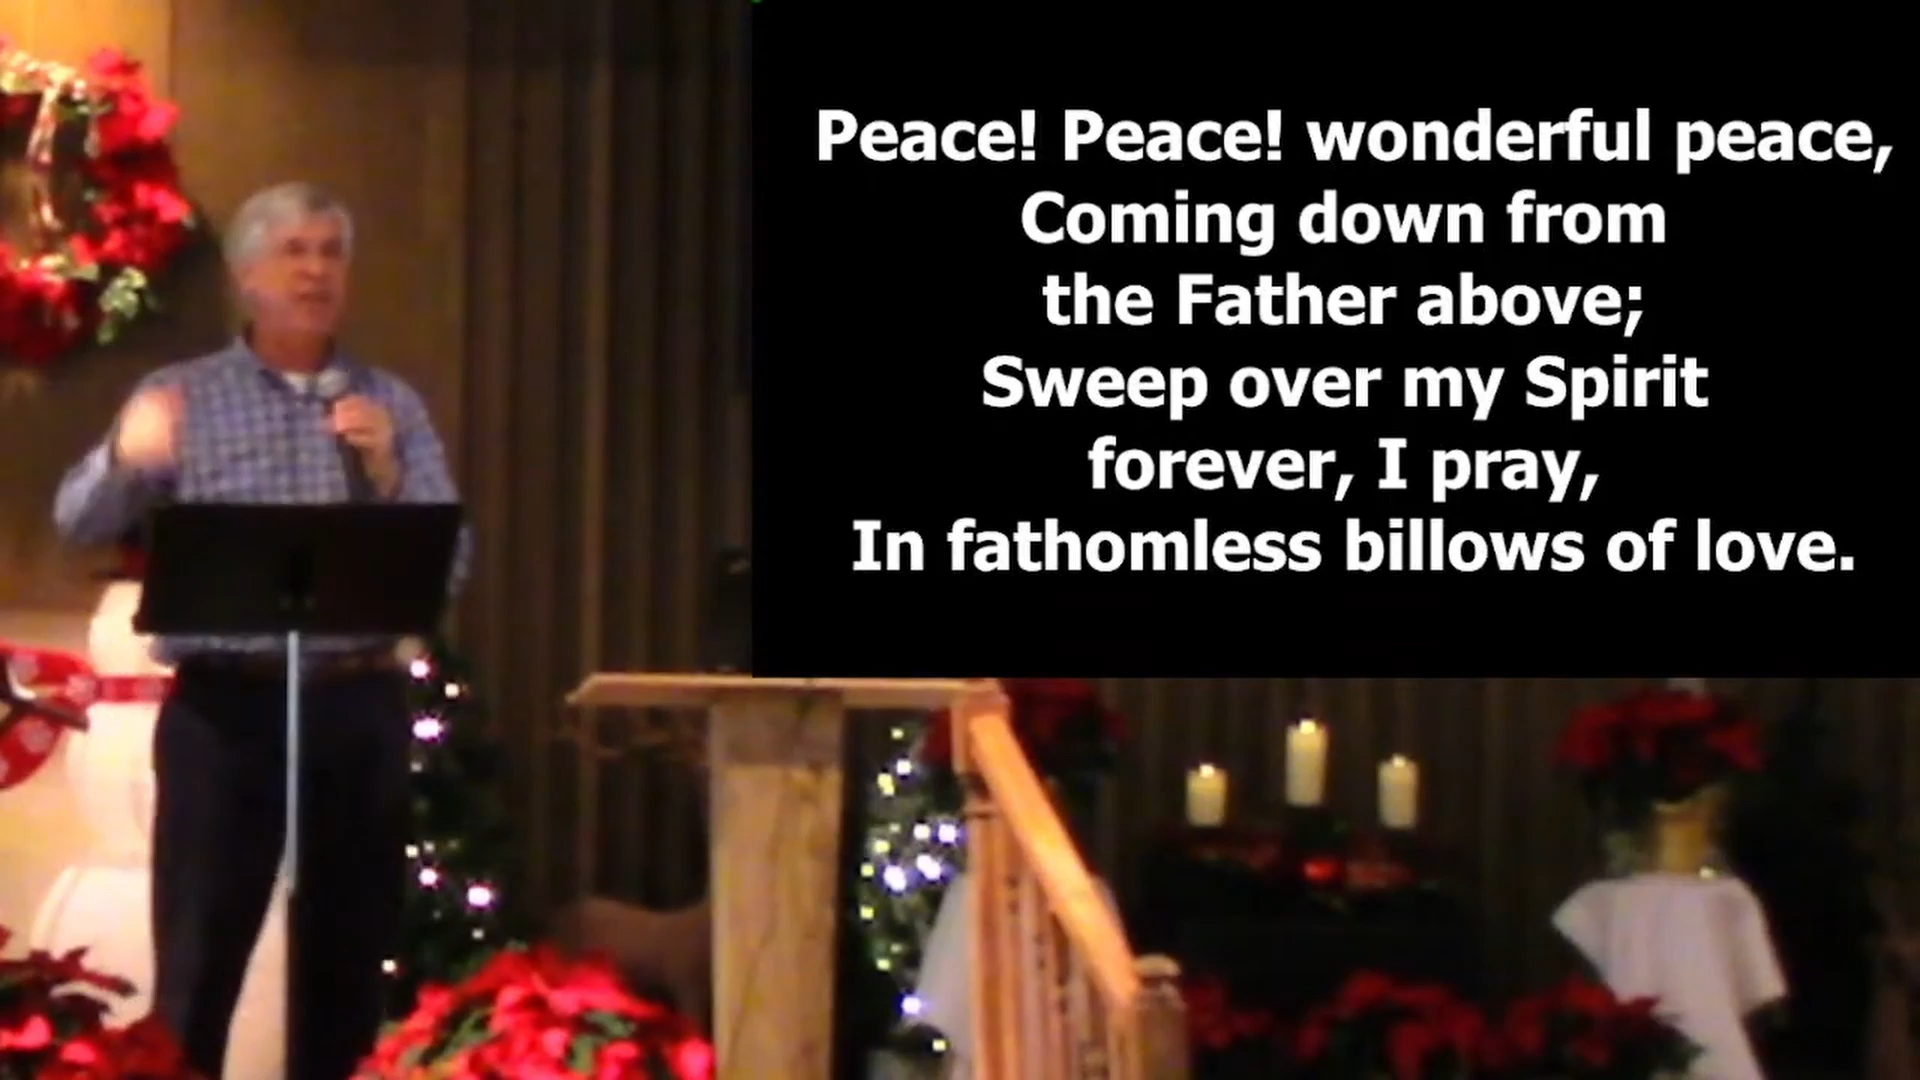 Peace! Peace! wonderful peace,
Coming down from
the Father above;
Sweep over my Spirit
forever, I pray,
In fathomless billows of love.